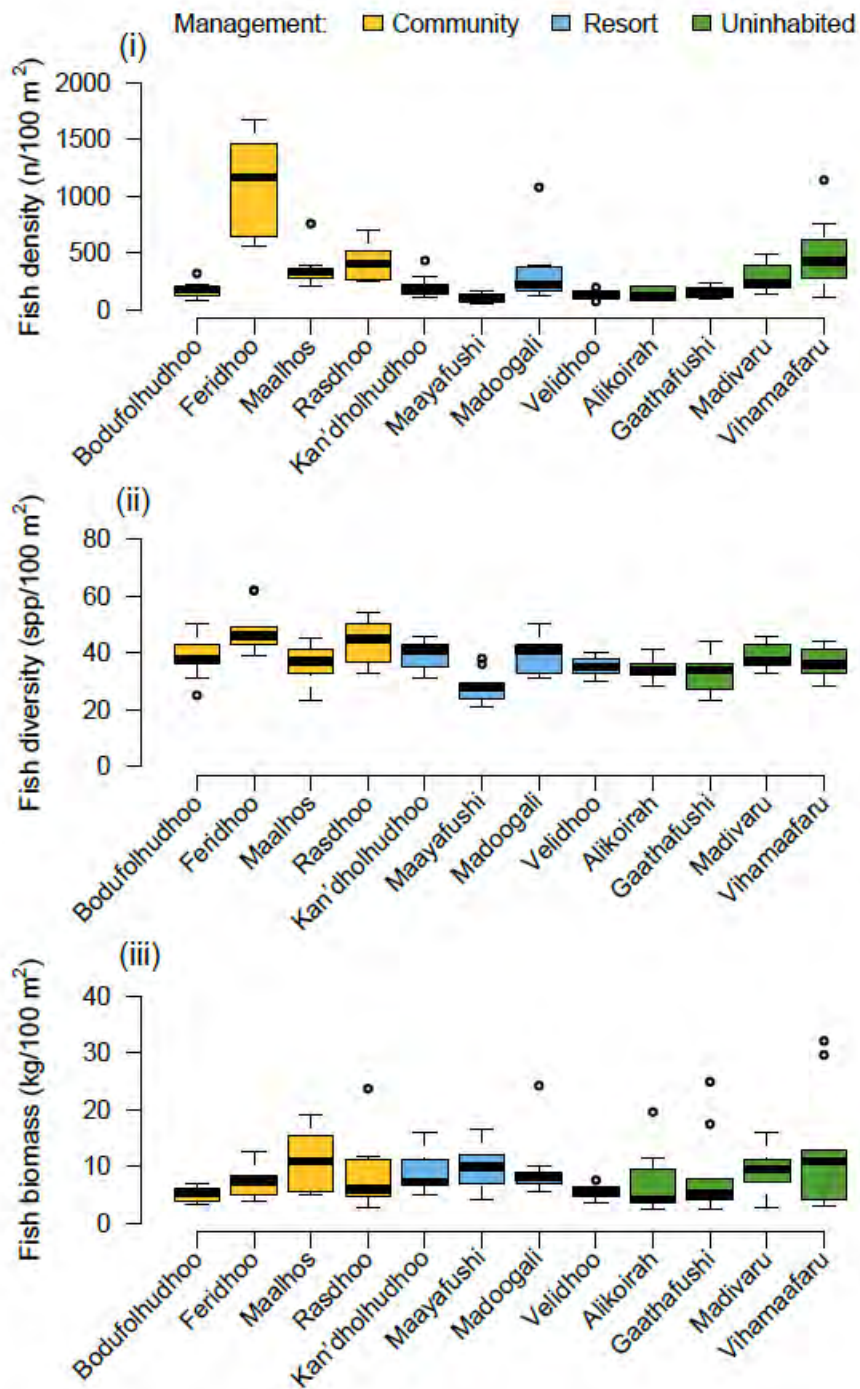 Management: Community Resort Uninhabited
(i)
Fish density (n/100 m²)
2000
1500
1000
500
0
Bodufolhudhoo
Feridhoo
Maalhos
Rasdhoo
Kan'dholhudhoo
Maayafushi
Madoogali
Velidhoo
Alikoirah
Gaathafushi
Madivaru
Vihamaafaru
(ii)
Fish diversity (spp/100 m²)
80
60
40
20
0
Bodufolhudhoo
Feridhoo
Maalhos
Rasdhoo
Kan'dholhudhoo
Maayafushi
Madoogali
Velidhoo
Alikoirah
Gaathafushi
Madivaru
Vihamaafaru
(iii)
Fish biomass (kg/100 m²)
40
30
20
10
0
Bodufolhudhoo
Feridhoo
Maalhos
Rasdhoo
Kan'dholhudhoo
Maayafushi
Madoogali
Velidhoo
Alikoirah
Gaathafushi
Madivaru
Vihamaafaru